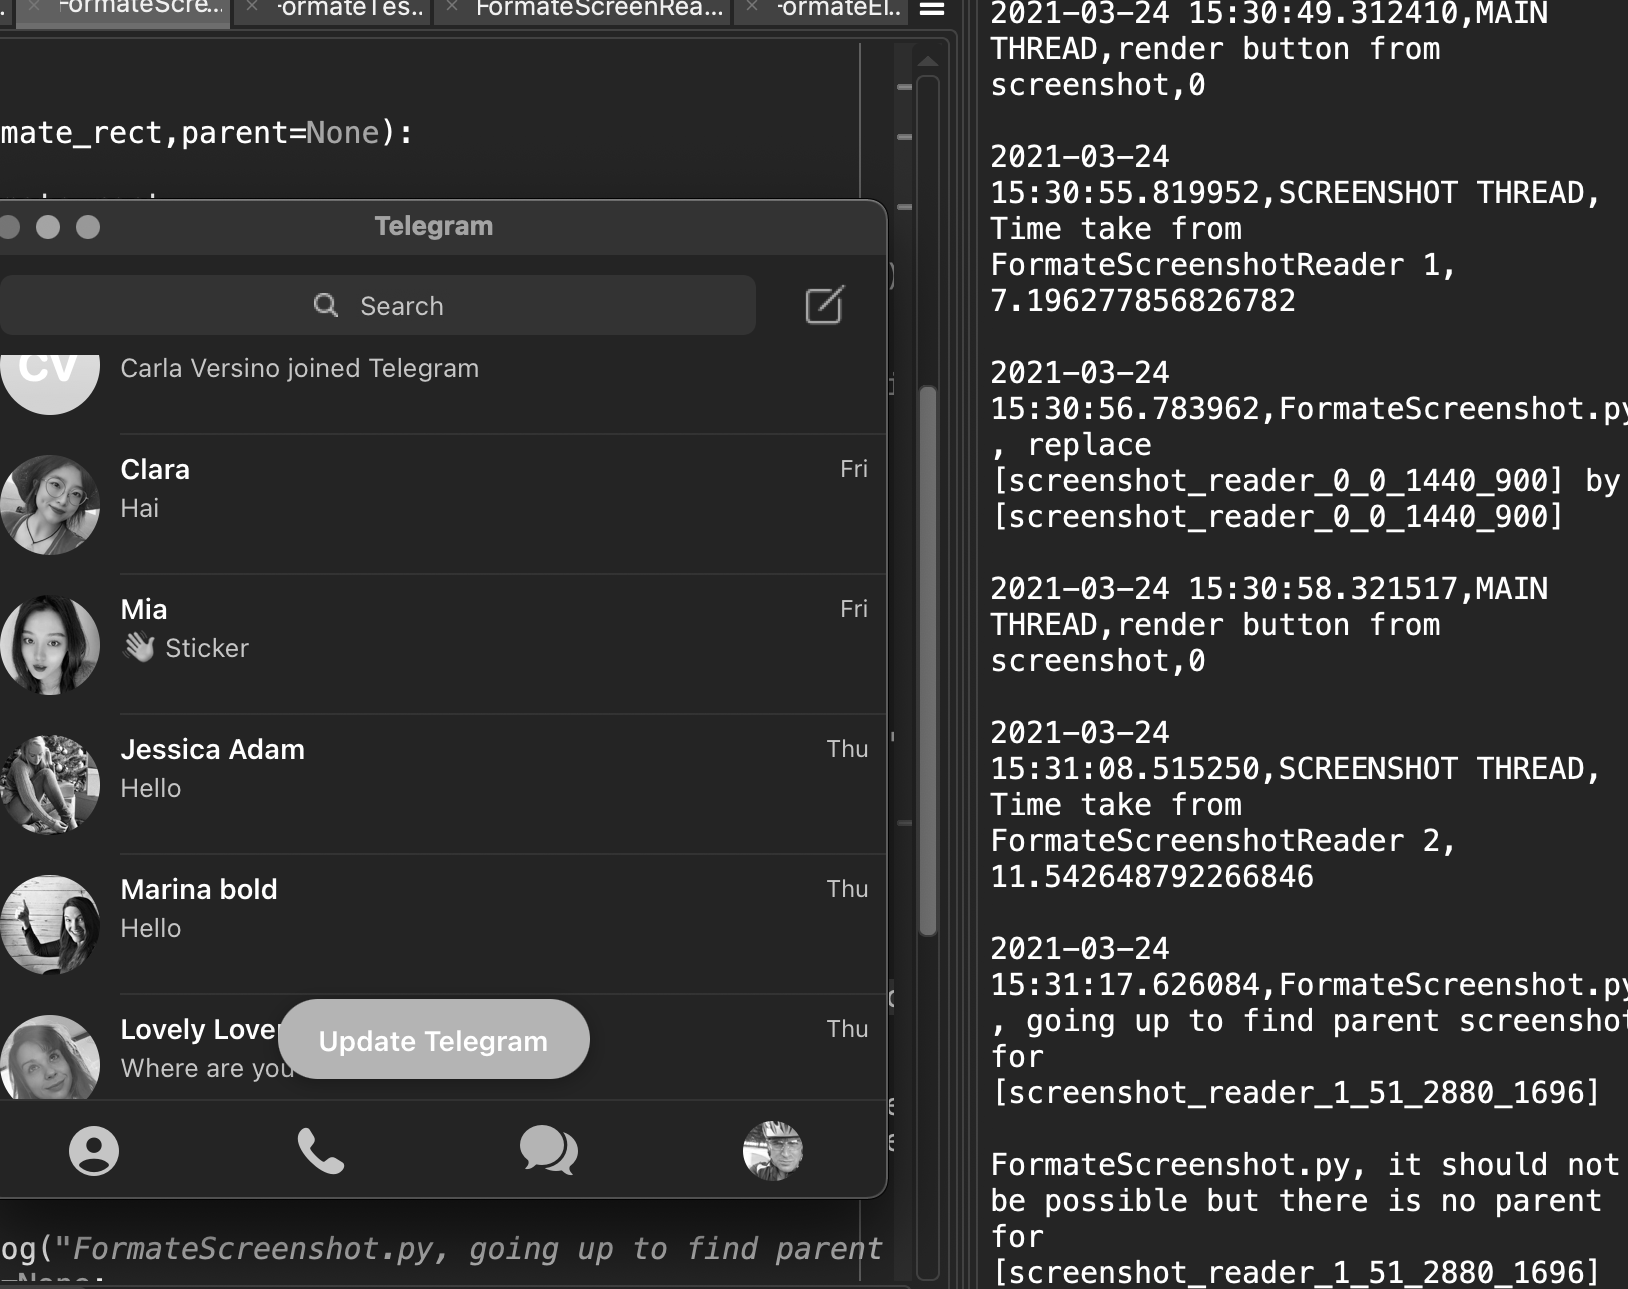 FormateScre...
FormateTes..
FormateScreenRea...
FormateEl..
mate_rect,parent=None):
Telegram
Search
CV
Carla Versino joined Telegram
Clara
Fri
Hai
Mia
Fri
👋 Sticker
Jessica Adam
Thu
Hello
Marina bold
Thu
Hello
Lovely Lover
Thu
Where are you
Update Telegram
og("FormateScreenshot.py, going up to find parent
=None:
2021-03-24 15:30:49.312410,MAIN
THREAD,render button from
screenshot,0
2021-03-24
15:30:55.819952,SCREENSHOT THREAD,
Time take from
FormateScreenshotReader 1,
7.196277856826782
2021-03-24
15:30:56.783962,FormateScreenshot.py
, replace
[screenshot_reader_0_0_1440_900] by
[screenshot_reader_0_0_1440_900]
2021-03-24 15:30:58.321517,MAIN
THREAD,render button from
screenshot,0
2021-03-24
15:31:08.515250,SCREENSHOT THREAD,
Time take from
FormateScreenshotReader 2,
11.542648792266846
2021-03-24
15:31:17.626084,FormateScreenshot.py
, going up to find parent screenshot
for
[screenshot_reader_1_51_2880_1696]
FormateScreenshot.py, it should not
be possible but there is no parent
for
[screenshot_reader_1_51_2880_1696]